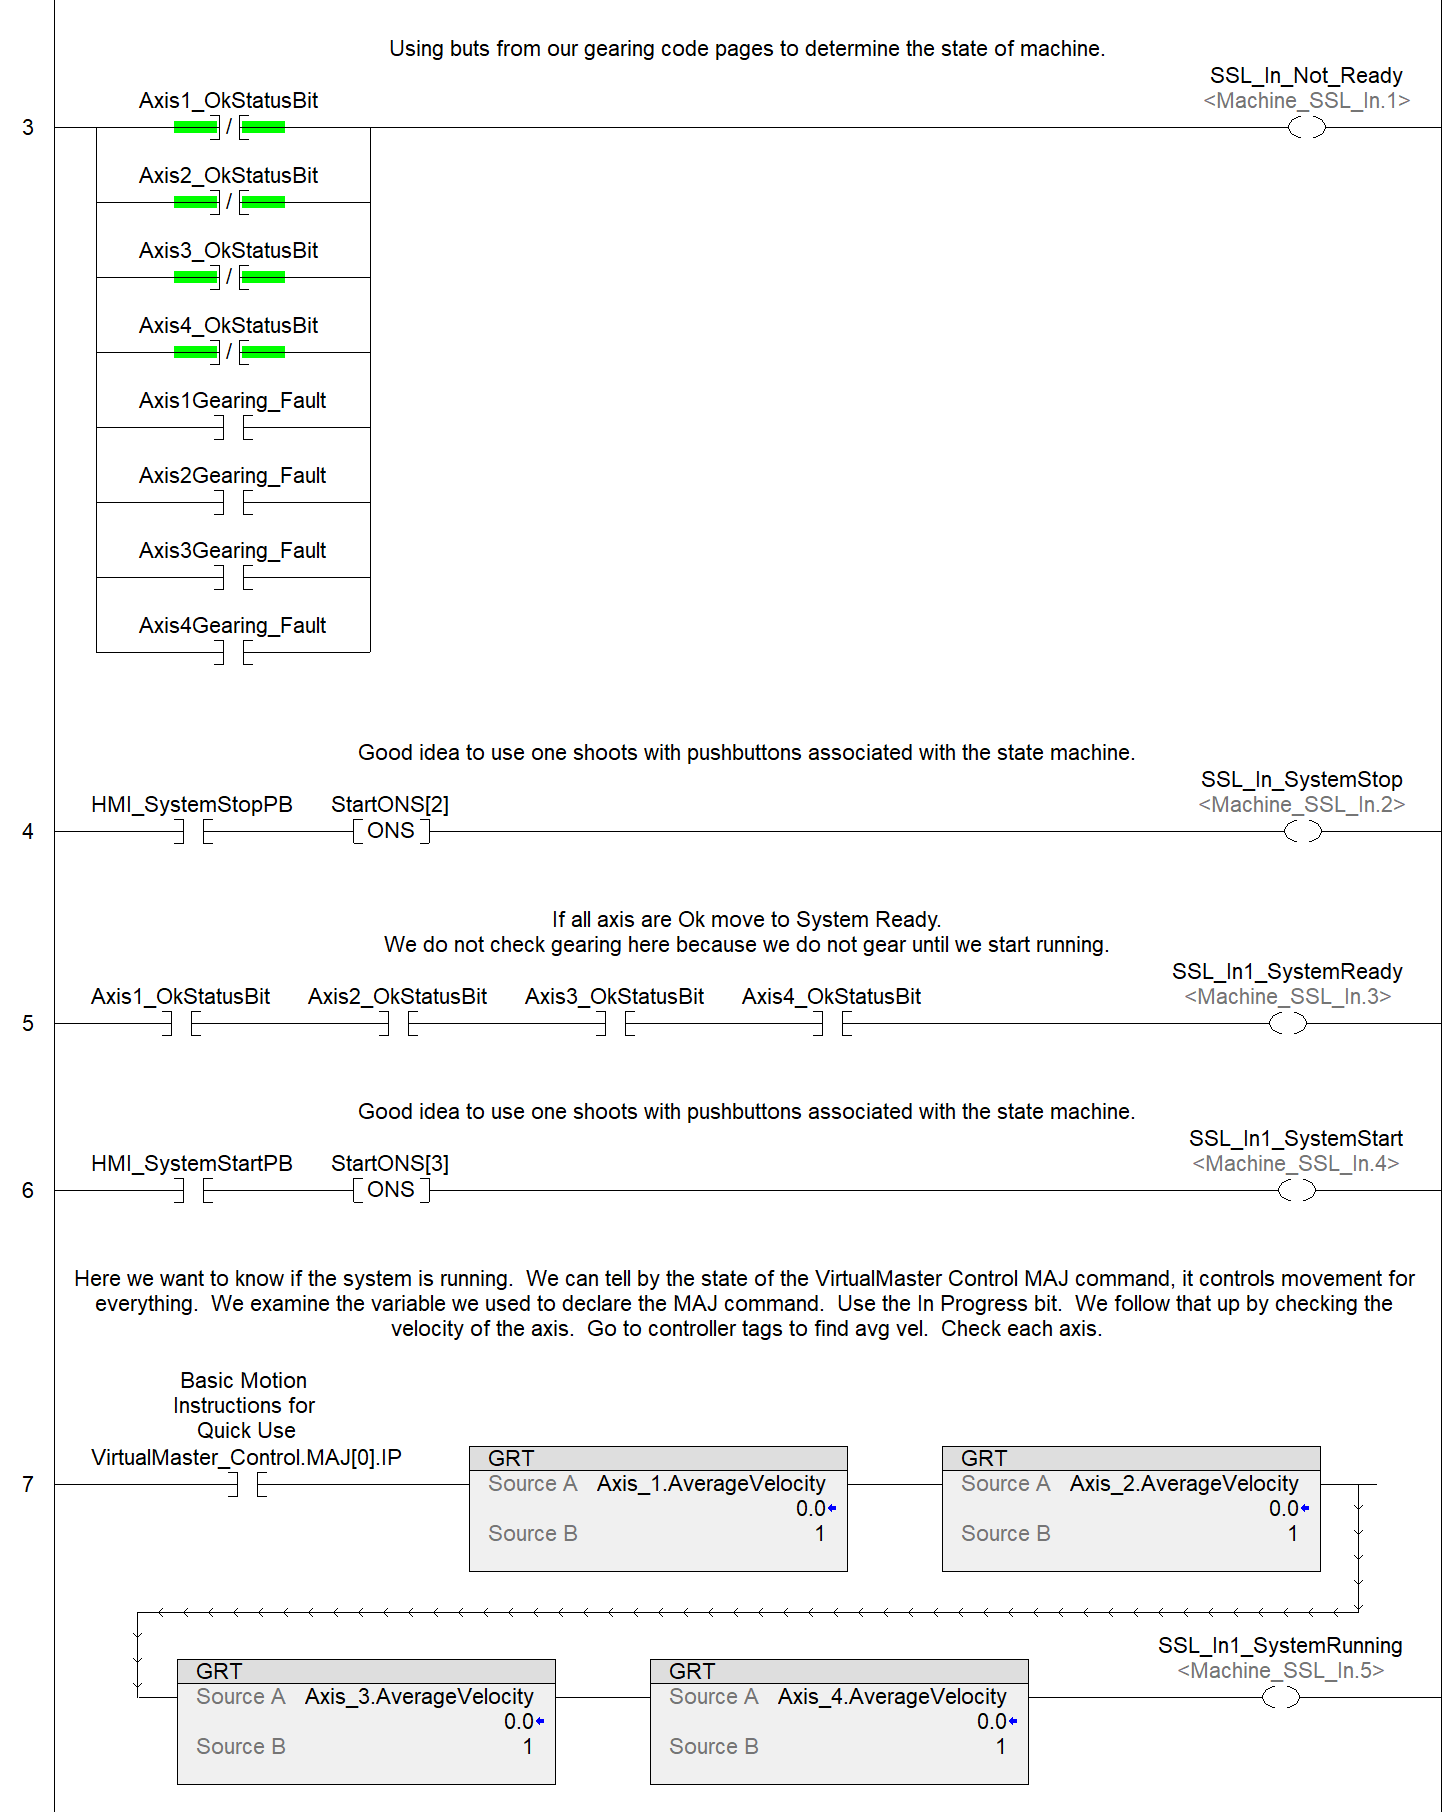 Using buts from our gearing code pages to determine the state of machine.
SSL_In_Not_Ready
<Machine_SSL_In.1>
3
Axis1_OkStatusBit
/
Axis2_OkStatusBit
/
Axis3_OkStatusBit
/
Axis4_OkStatusBit
/
Axis1Gearing_Fault
Axis2Gearing_Fault
Axis3Gearing_Fault
Axis4Gearing_Fault
Good idea to use one shoots with pushbuttons associated with the state machine.
SSL_In_SystemStop
<Machine_SSL_In.2>
HMI_SystemStopPB StartONS[2]
4
ONS
If all axis are Ok move to System Ready.
We do not check gearing here because we do not gear until we start running.
SSL_In1_SystemReady
<Machine_SSL_In.3>
Axis1_OkStatusBit Axis2_OkStatusBit Axis3_OkStatusBit Axis4_OkStatusBit
5
Good idea to use one shoots with pushbuttons associated with the state machine.
SSL_In1_SystemStart
<Machine_SSL_In.4>
HMI_SystemStartPB StartONS[3]
6
ONS
Here we want to know if the system is running.  We can tell by the state of the VirtualMaster Control MAJ command, it controls movement for
everything.  We examine the variable we used to declare the MAJ command.  Use the In Progress bit.  We follow that up by checking the
velocity of the axis.  Go to controller tags to find avg vel.  Check each axis.
Basic Motion
Instructions for
Quick Use
VirtualMaster_Control.MAJ[0].IP
7
GRT
Source A Axis_1.AverageVelocity
0.0
Source B 1
GRT
Source A Axis_2.AverageVelocity
0.0
Source B 1
GRT
Source A Axis_3.AverageVelocity
0.0
Source B 1
GRT
Source A Axis_4.AverageVelocity
0.0
Source B 1
SSL_In1_SystemRunning
<Machine_SSL_In.5>